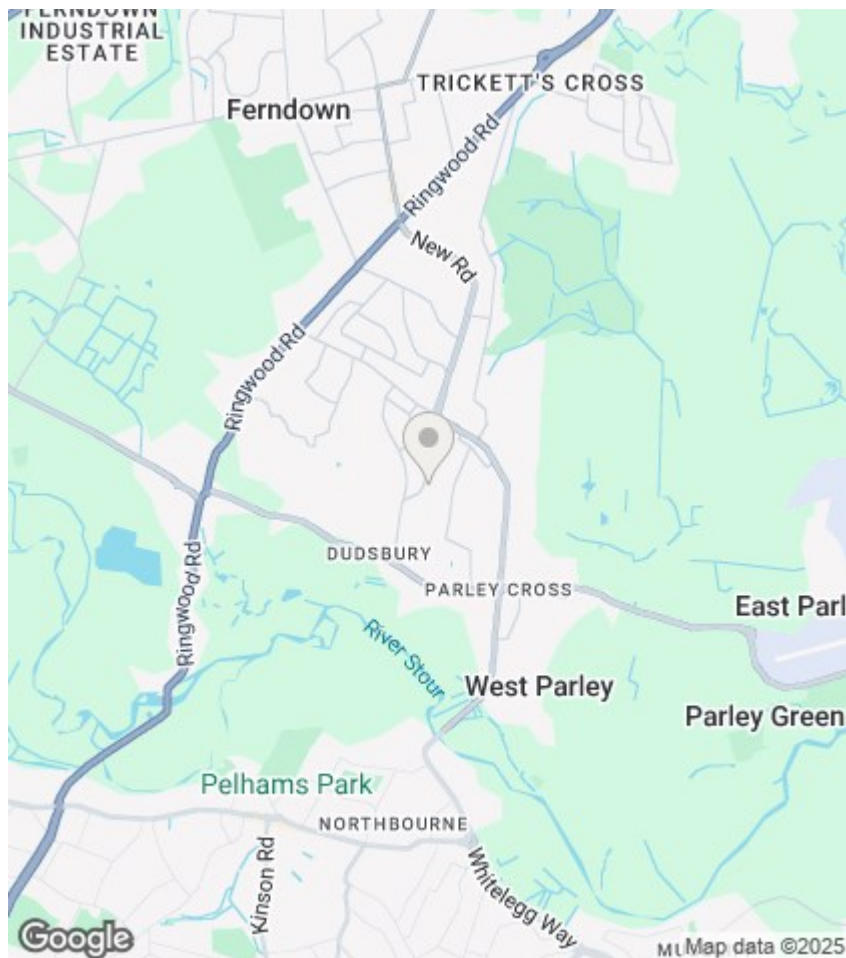 FERNDOWN
INDUSTRIAL
ESTATE
TRICKETT'S CROSS
Ferndown
Ringwood Rd
New Rd
Ringwood Rd
DUDSBURY
PARLEY CROSS
Ringwood Rd
East Parl
River Stour
West Parley
Parley Green
Pelhams Park
NORTHBOURNE
Kinson Rd
Whitelegg Way
Google
Map data ©2025